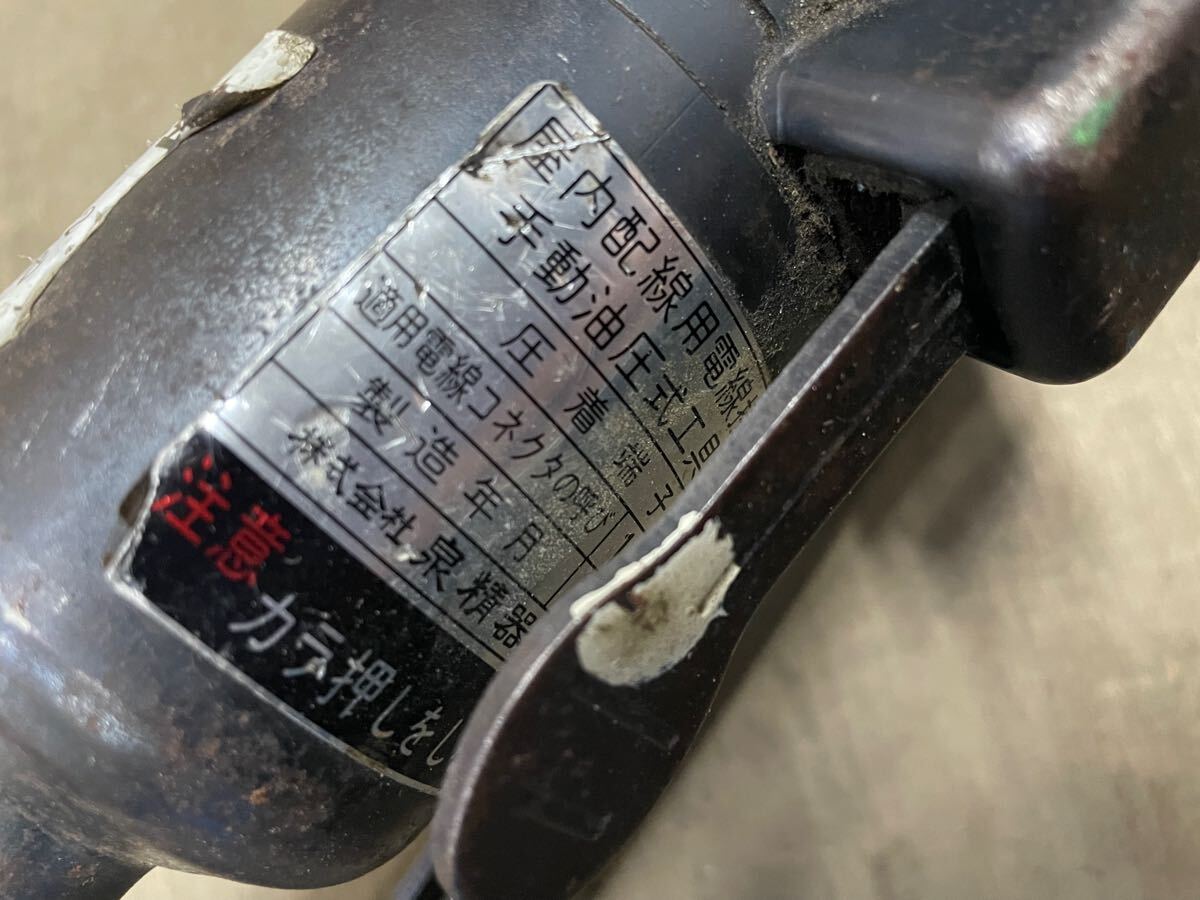 屋内配線用電線
手動油圧式工具
圧着端子
適用電線コネクタの呼び
製造年月
株式会社 泉精器
注意
カラ押しをし